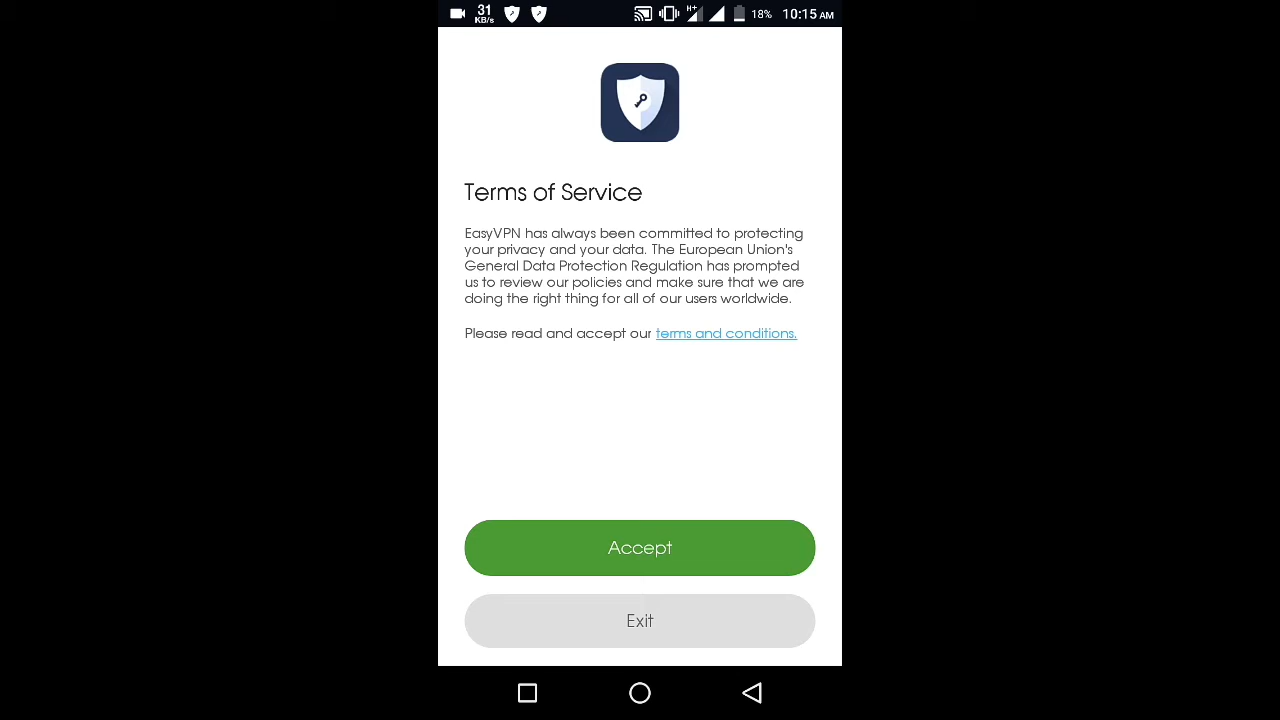 31 KB/s H+ 18% 10:15 AM
Terms of Service
EasyVPN has always been committed to protecting
your privacy and your data. The European Union's
General Data Protection Regulation has prompted
us to review our policies and make sure that we are
doing the right thing for all of our users worldwide.
Please read and accept our terms and conditions.
Accept
Exit